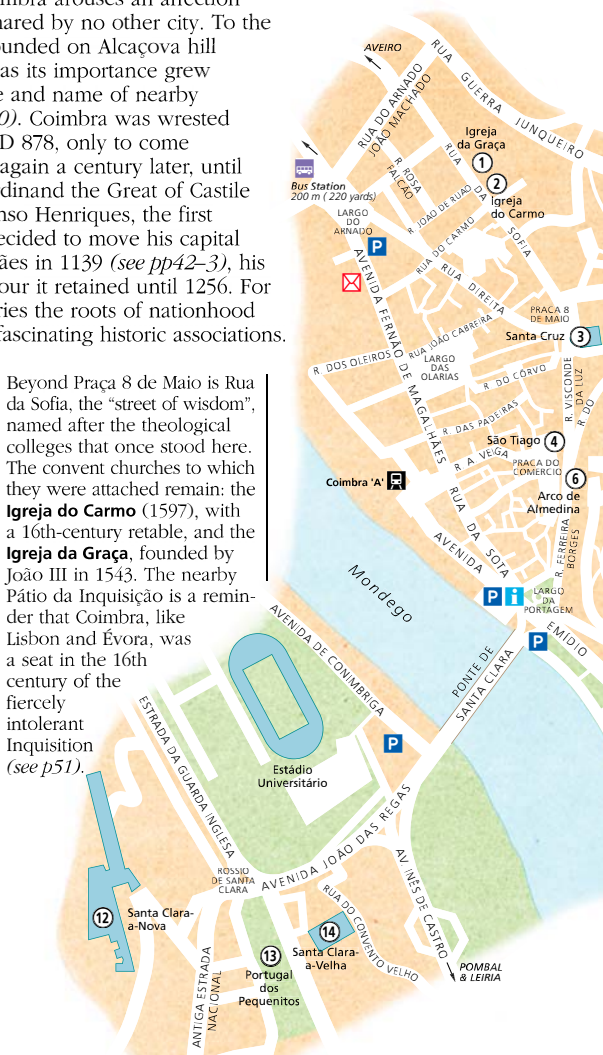 mbra arouses an affection
hared by no other city. To the
ounded on Alcaçova hill
as its importance grew
e and name of nearby
0). Coimbra was wrested
D 878, only to come
again a century later, until
rdinand the Great of Castile
nso Henriques, the first
ecided to move his capital
ães in 1139 (see pp42–3), his
our it retained until 1256. For
ries the roots of nationhood
fascinating historic associations.
Beyond Praça 8 de Maio is Rua
da Sofia, the “street of wisdom”,
named after the theological
colleges that once stood here.
The convent churches to which
they were attached remain: the
Igreja do Carmo (1597), with
a 16th-century retable, and the
Igreja da Graça, founded by
João III in 1543. The nearby
Pátio da Inquisição is a remin-
der that Coimbra, like
Lisbon and Évora, was
a seat in the 16th
century of the
fiercely
intolerant
Inquisition
(see p51).
AVEIRO
RUA GUERRA JUNQUEIRO
RUA DO ARNADO
JOÃO MACHADO
Igreja
da Graça
1
2
Igreja
do Carmo
RUA DA SOFIA
R. ROSA
FALCÃO
Bus Station
200 m ( 220 yards)
LARGO
DO
ARNADO
P
R. JOÃO DE RUÃO
RUA DO CARMO
RUA DIREITA
PRAÇA 8
DE MAIO
Santa Cruz
3
AVENIDA FERNÃO DE MAGALHÃES
RUA JOÃO CABREIRA
R. DOS OLEIROS
LARGO
DAS
OLARIAS
R. DO CORVO
R. VISCONDE
DA LUZ
R. DO
R. DAS PADEIRAS
São Tiago
4
R. A. VEIGA
PRAÇA DO
COMÉRCIO
6
Arco de
Almedina
Coimbra 'A'
RUA DA SOTA
AVENIDA
R. FERREIRA
BORGES
P
i
LARGO
DA
PORTAGEM
Mondego
P
EMÍDIO
PONTE DE
SANTA CLARA
AVENIDA DE CONIMBRIGA
P
Estádio
Universitário
ESTRADA DA GUARDA INGLESA
AVENIDA JOÃO DAS REGAS
ROSSIO
DE SANTA
CLARA
12
Santa Clara-
a-Nova
RUA DO CONVENTO VELHO
14
Santa Clara-
a-Velha
13
Portugal
dos
Pequenitos
ANTIGA ESTRADA
NACIONAL
AV. INÊS DE CASTRO
POMBAL
& LEIRIA